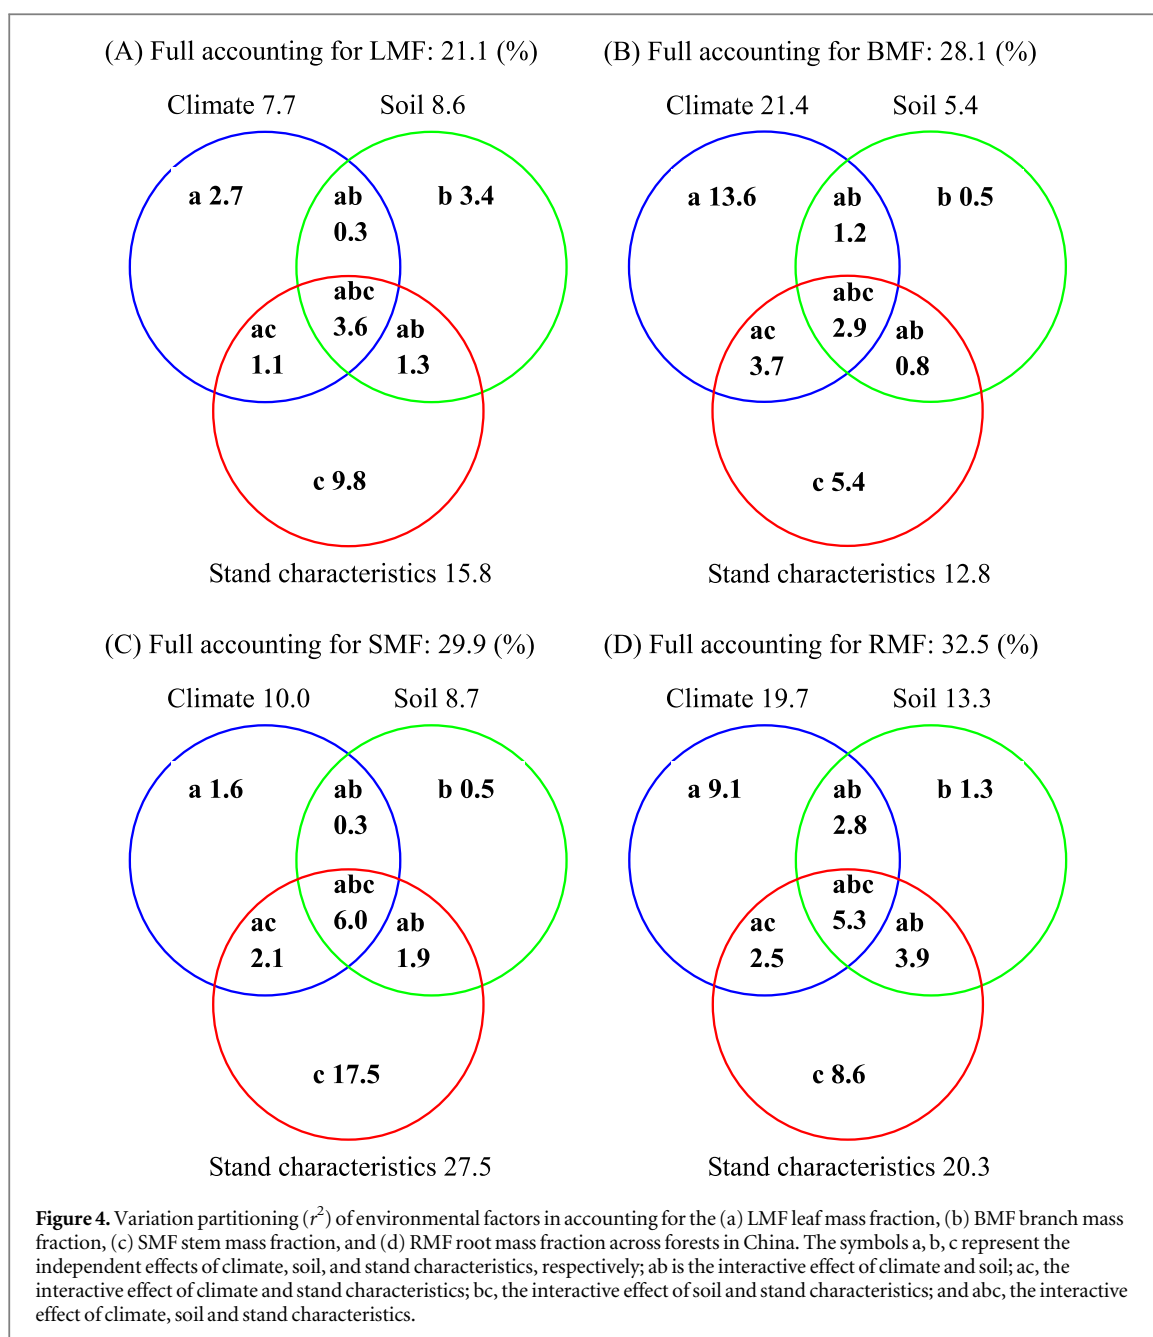 (A) Full accounting for LMF: 21.1 (%)
Climate 7.7
Soil 8.6
a 2.7
ab
0.3
b 3.4
abc
3.6
ac
1.1
ab
1.3
c 9.8
Stand characteristics 15.8
(B) Full accounting for BMF: 28.1 (%)
Climate 21.4
Soil 5.4
a 13.6
ab
1.2
b 0.5
abc
2.9
ac
3.7
ab
0.8
c 5.4
Stand characteristics 12.8
(C) Full accounting for SMF: 29.9 (%)
Climate 10.0
Soil 8.7
a 1.6
ab
0.3
b 0.5
abc
6.0
ac
2.1
ab
1.9
c 17.5
Stand characteristics 27.5
(D) Full accounting for RMF: 32.5 (%)
Climate 19.7
Soil 13.3
a 9.1
ab
2.8
b 1.3
abc
5.3
ac
2.5
ab
3.9
c 8.6
Stand characteristics 20.3
Figure 4. Variation partitioning (r²) of environmental factors in accounting for the (a) LMF leaf mass fraction, (b) BMF branch mass
fraction, (c) SMF stem mass fraction, and (d) RMF root mass fraction across forests in China. The symbols a, b, c represent the
independent effects of climate, soil, and stand characteristics, respectively; ab is the interactive effect of climate and soil; ac, the
interactive effect of climate and stand characteristics; bc, the interactive effect of soil and stand characteristics; and abc, the interactive
effect of climate, soil and stand characteristics.